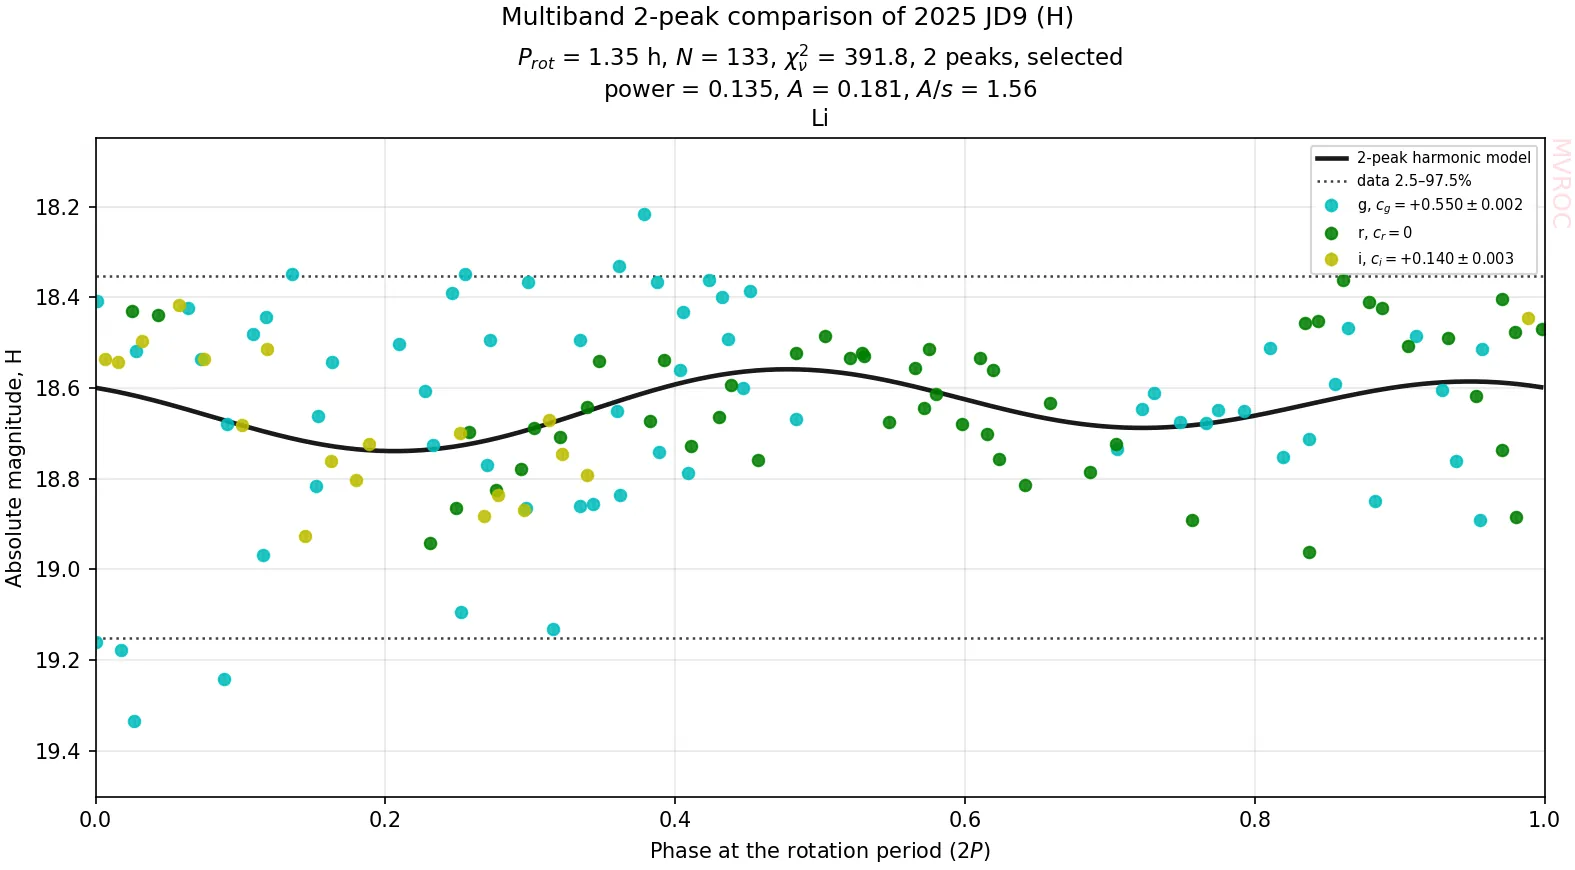 Multiband 2-peak comparison of 2025 JD9 (H)
P_rot = 1.35 h, N = 133, χ²_ν = 391.8, 2 peaks, selected
power = 0.135, A = 0.181, A/s = 1.56
Li
MVROC
2-peak harmonic model
data 2.5–97.5%
g, c_g = +0.550 ± 0.002
r, c_r = 0
i, c_i = +0.140 ± 0.003
Absolute magnitude, H
18.2
18.4
18.6
18.8
19.0
19.2
19.4
0.0 0.2 0.4 0.6 0.8 1.0
Phase at the rotation period (2P)